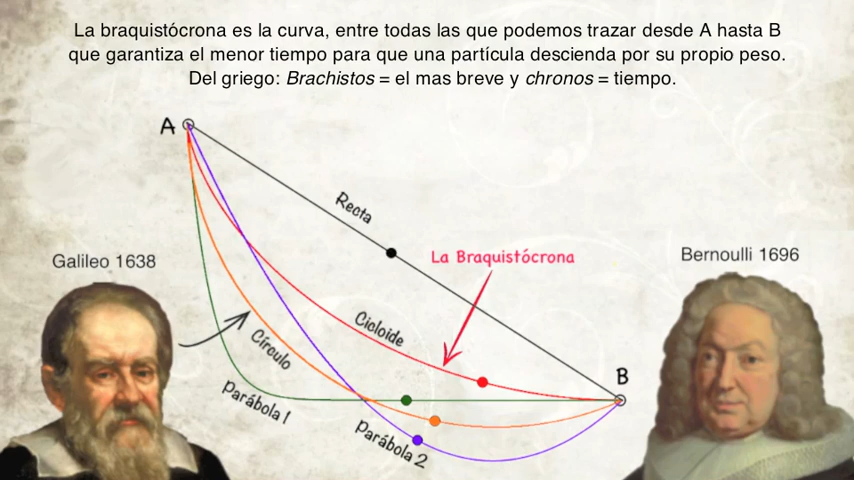 La braquistócrona es la curva, entre todas las que podemos trazar desde A hasta B
que garantiza el menor tiempo para que una partícula descienda por su propio peso.
Del griego: Brachistos = el mas breve y chronos = tiempo.
A
Recta
Galileo 1638
La Braquistócrona
Bernoulli 1696
Cicloide
Círculo
B
parábola 1
parábola 2